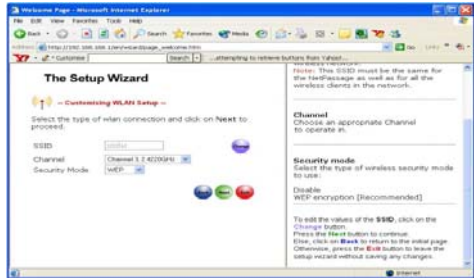 Welcome Page - Microsoft Internet Explorer
File Edit View Favorites Tools Help
Back Search Favorites Media
Customise Search ...attempting to retrieve buttons from Yahoo!...
The Setup Wizard
-- Customizing WLAN Setup --
Select the type of wlan connection and click on Next to
proceed.
SSID
Channel
Security Mode WEP
wireless network.
Note: This SSID must be the same for
the NetPassage as well as for all the
wireless clients in the network.
Channel
Choose an appropriate Channel
to operate in.
Security mode
Select the type of wireless security mode
to use:
Disable
WEP encryption [Recommended]
To edit the values of the SSID, click on the
Change button.
Press the Next button to continue.
Else, click on Back to return to the initial page.
Otherwise, press the Exit button to leave the
setup wizard without saving any changes.
Internet